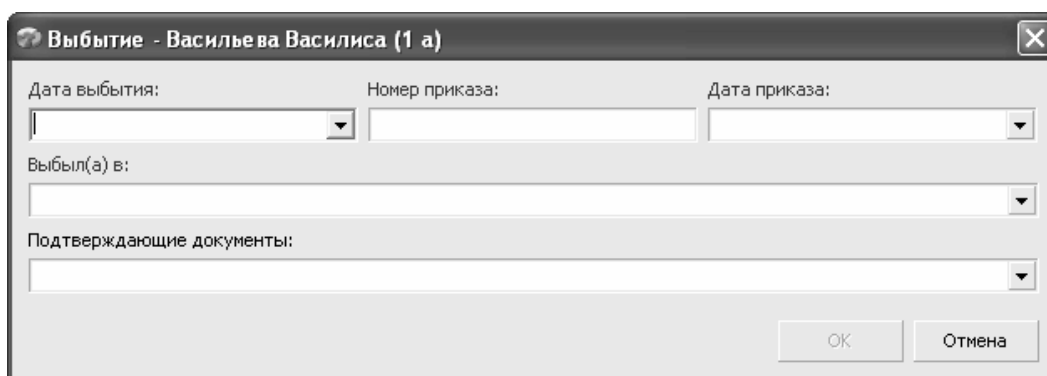 Выбытие - Васильева Василиса (1 а)
Дата выбытия: Номер приказа: Дата приказа:
Выбыл(а) в:
Подтверждающие документы:
OK Отмена